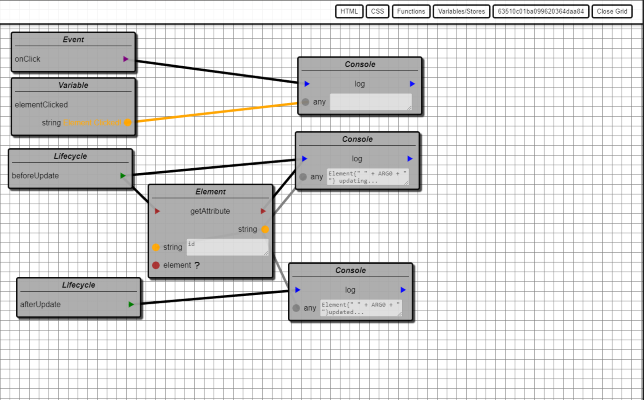 HTML
CSS
Functions
Variables/Stores
63510c01ba099620364daa84
Close Grid
Event
onClick
Variable
elementClicked
string
Console
log
any
Lifecycle
beforeUpdate
Console
log
any
Element(" " + ARG0 + "
") updating...
Element
getAttribute
string
string
id
element ?
Lifecycle
afterUpdate
Console
log
any
Element(" " + ARG0 + "
")updated...